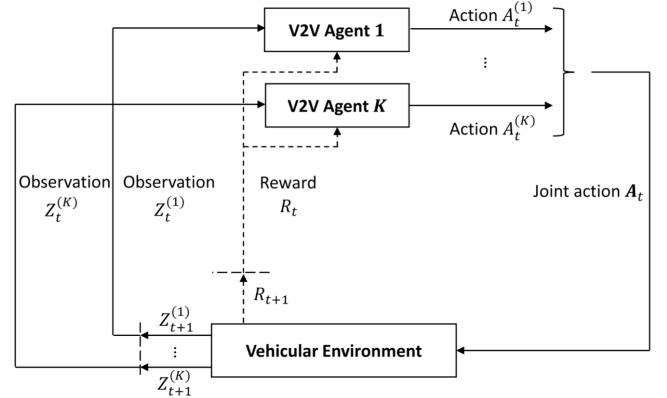 Action A_t^{(1)}
V2V Agent 1
⋮
V2V Agent K
Action A_t^{(K)}
Observation
Z_t^{(K)}
Observation
Z_t^{(1)}
Reward
R_t
Joint action A_t
R_{t+1}
Z_{t+1}^{(1)}
⋮
Z_{t+1}^{(K)}
Vehicular Environment